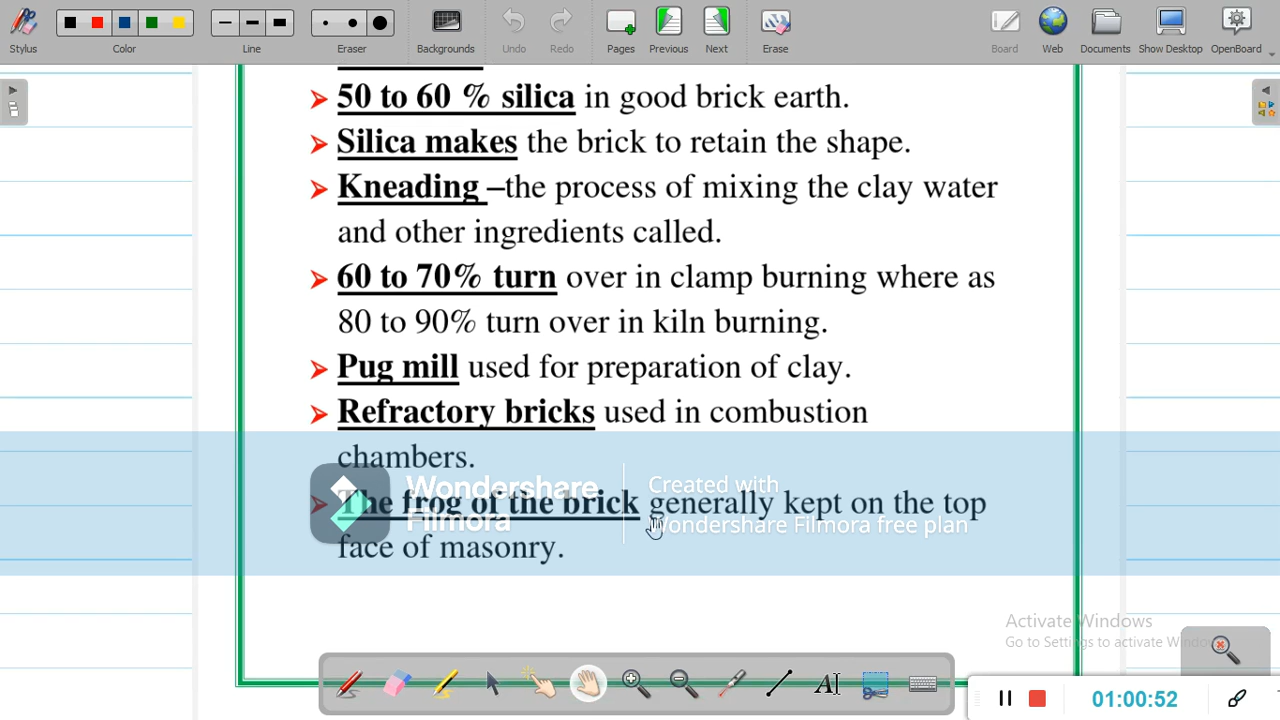 Stylus
Color
Line
Eraser
Backgrounds
Undo
Redo
Pages
Previous
Next
Erase
Board
Web
Documents
Show Desktop
OpenBoard
50 to 60 % silica in good brick earth.
Silica makes the brick to retain the shape.
Kneading –the process of mixing the clay water
and other ingredients called.
60 to 70% turn over in clamp burning where as
80 to 90% turn over in kiln burning.
Pug mill used for preparation of clay.
Refractory bricks used in combustion
chambers.
The frog of the brick generally kept on the top
face of masonry.
Wondershare
Filmora
Created with
Wondershare Filmora free plan
Activate Windows
Go to Settings to activate Windows
01:00:52